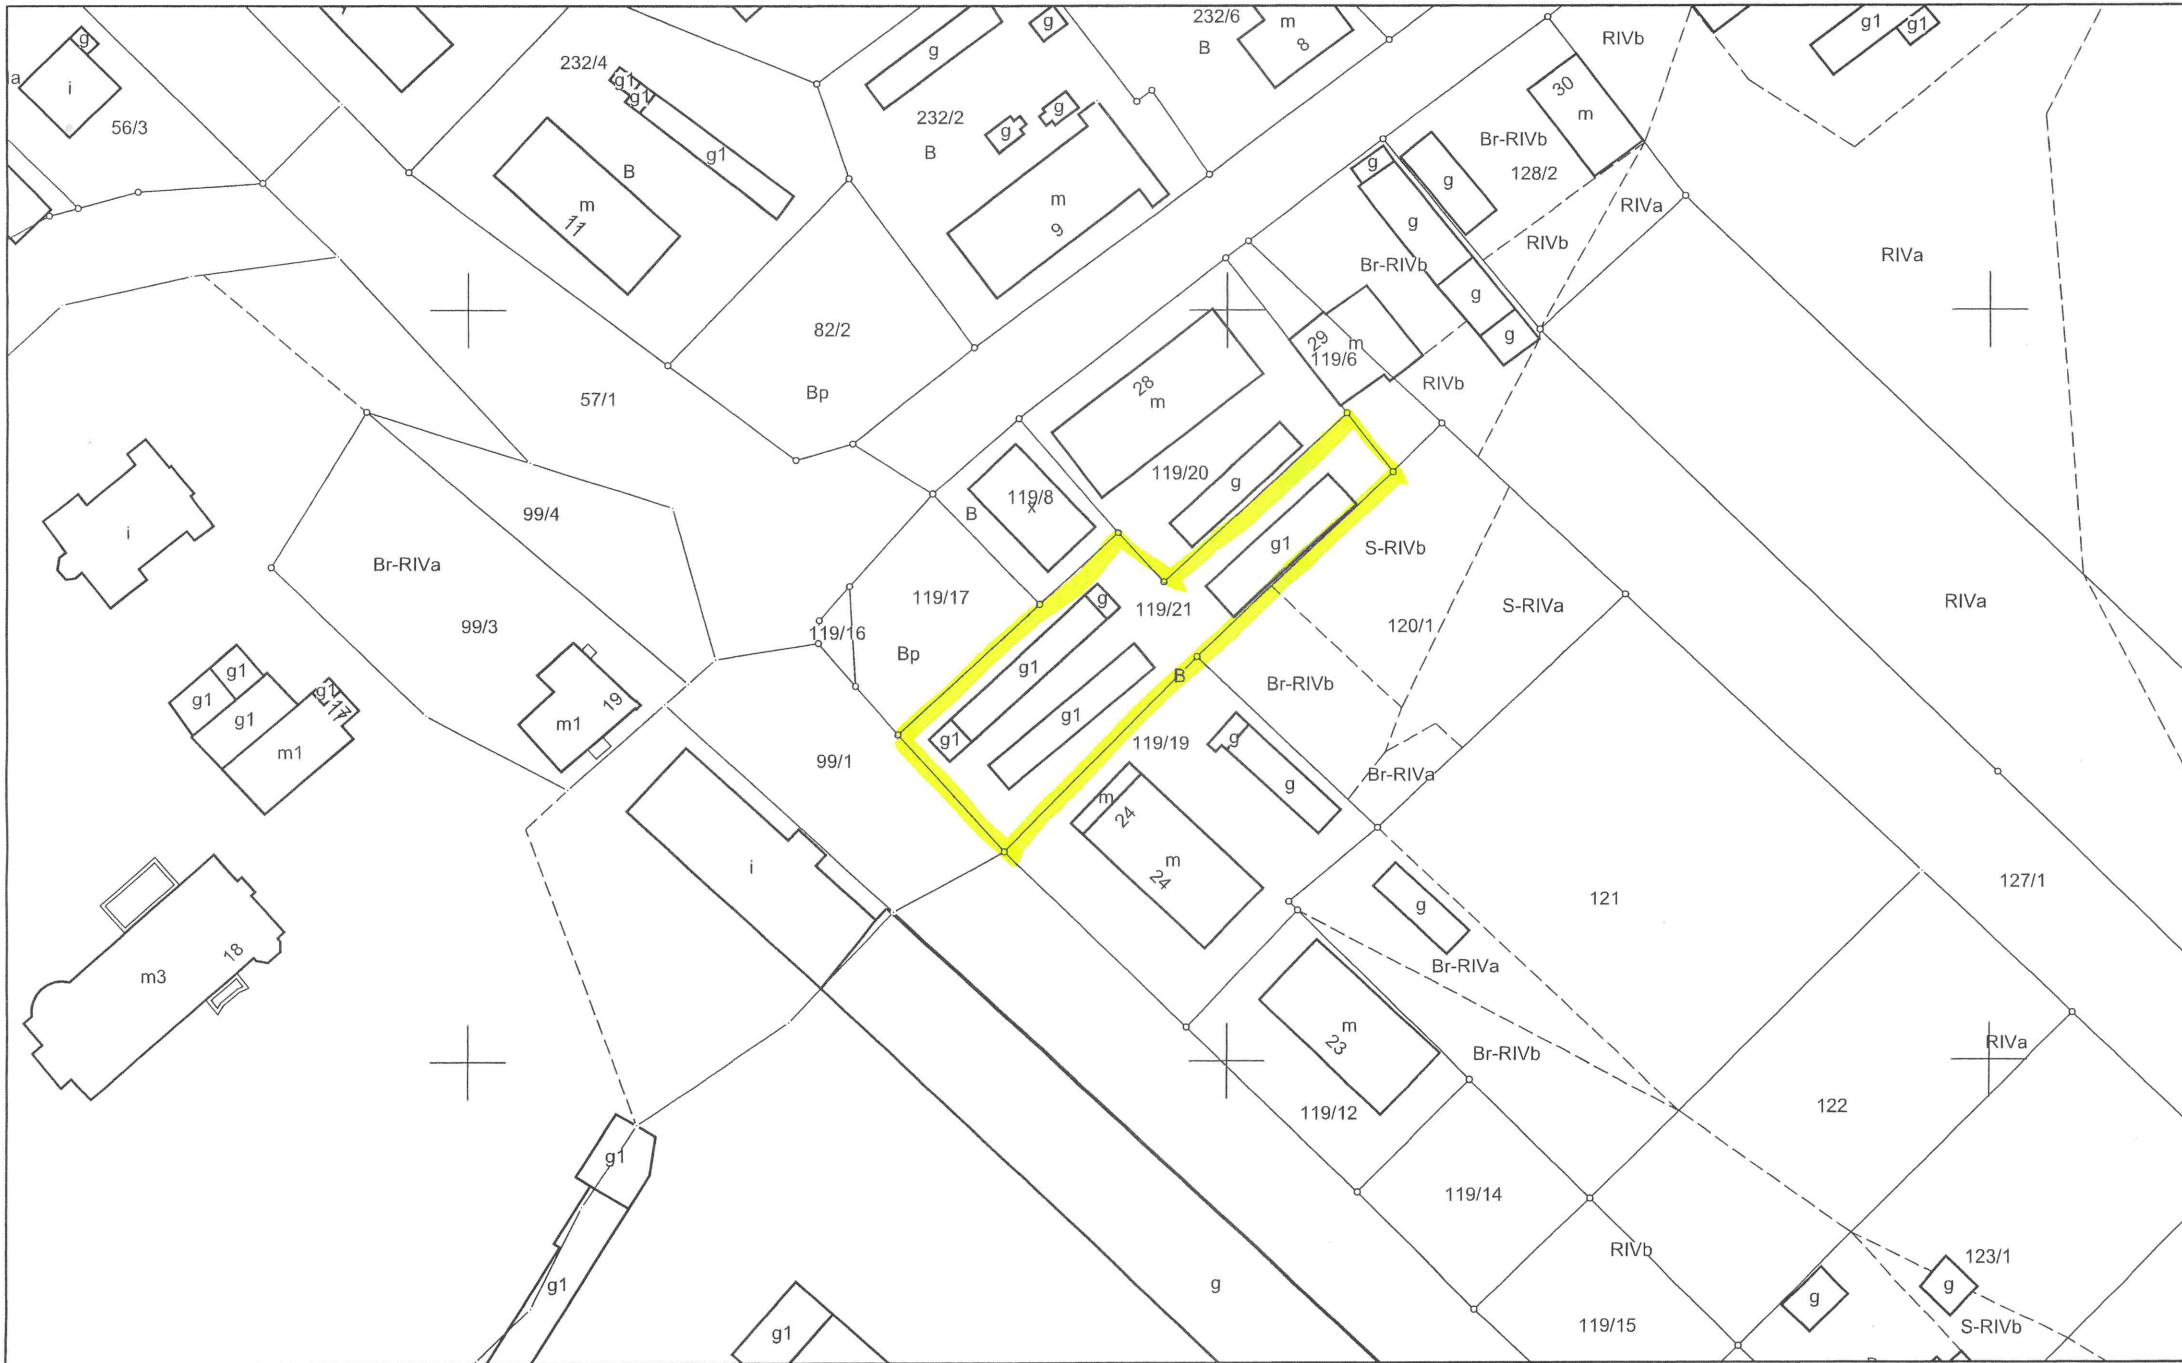 232/6
m
8
B
g
g
g1
g1
RIVb
g
i
a
56/3
232/4
g1
g1
g1
B
m
11
232/2
B
g
g
m
9
30
m
Br-RIVb
128/2
g
g
g
RIVa
RIVb
RIVa
Br-RIVb
g
g
82/2
Bp
57/1
29
m
119/6
RIVb
28
m
119/20
g
119/8
x
B
99/4
i
Br-RIVa
g1
S-RIVb
S-RIVa
RIVa
119/17
g
119/21
120/1
99/3
119/16
Bp
g1
B
Br-RIVb
g1
g1
g1
g1
17
m1
m1
19
g1
g1
119/19
g
g
Br-RIVa
99/1
m
24
m
24
i
121
127/1
g
Br-RIVa
m3
18
m
23
Br-RIVb
RIVa
119/12
122
g1
119/14
RIVb
123/1
g1
g
g
g
g1
119/15
S-RIVb